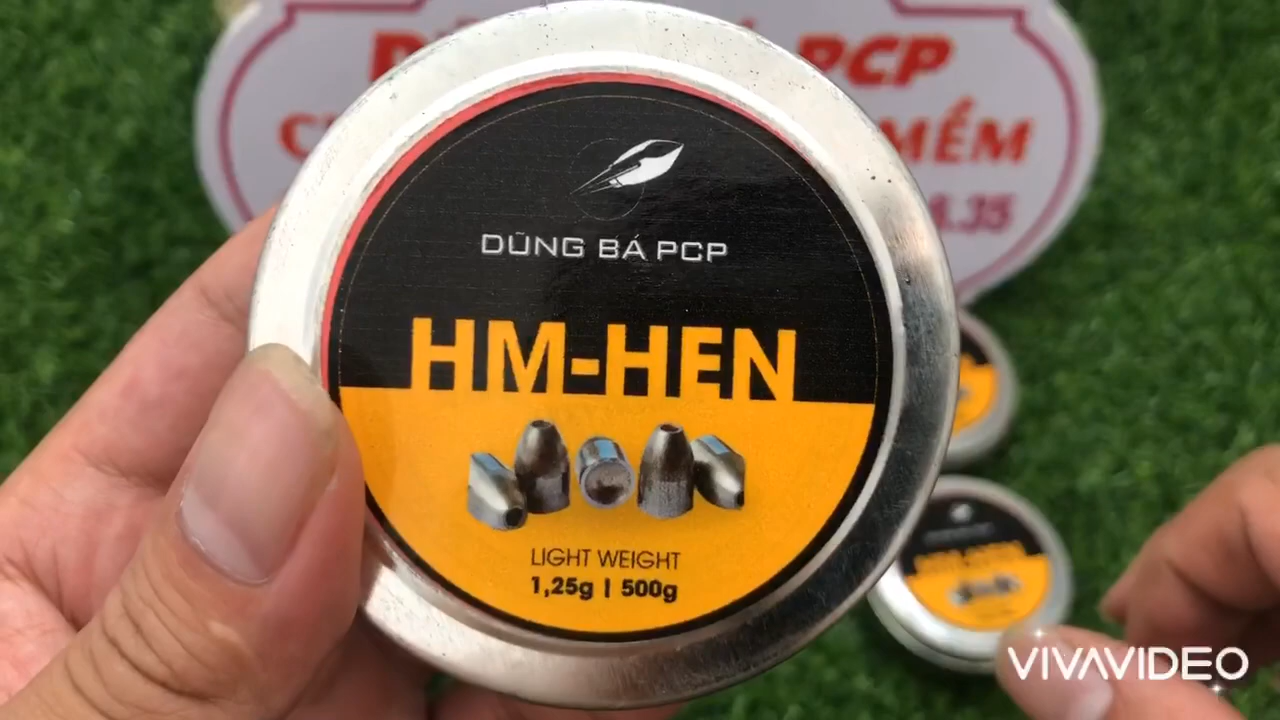 PCP
MỀM
DŨNG BÁ PCP
HM-HEN
LIGHT WEIGHT
1,25g | 500g
VIVAVIDEO